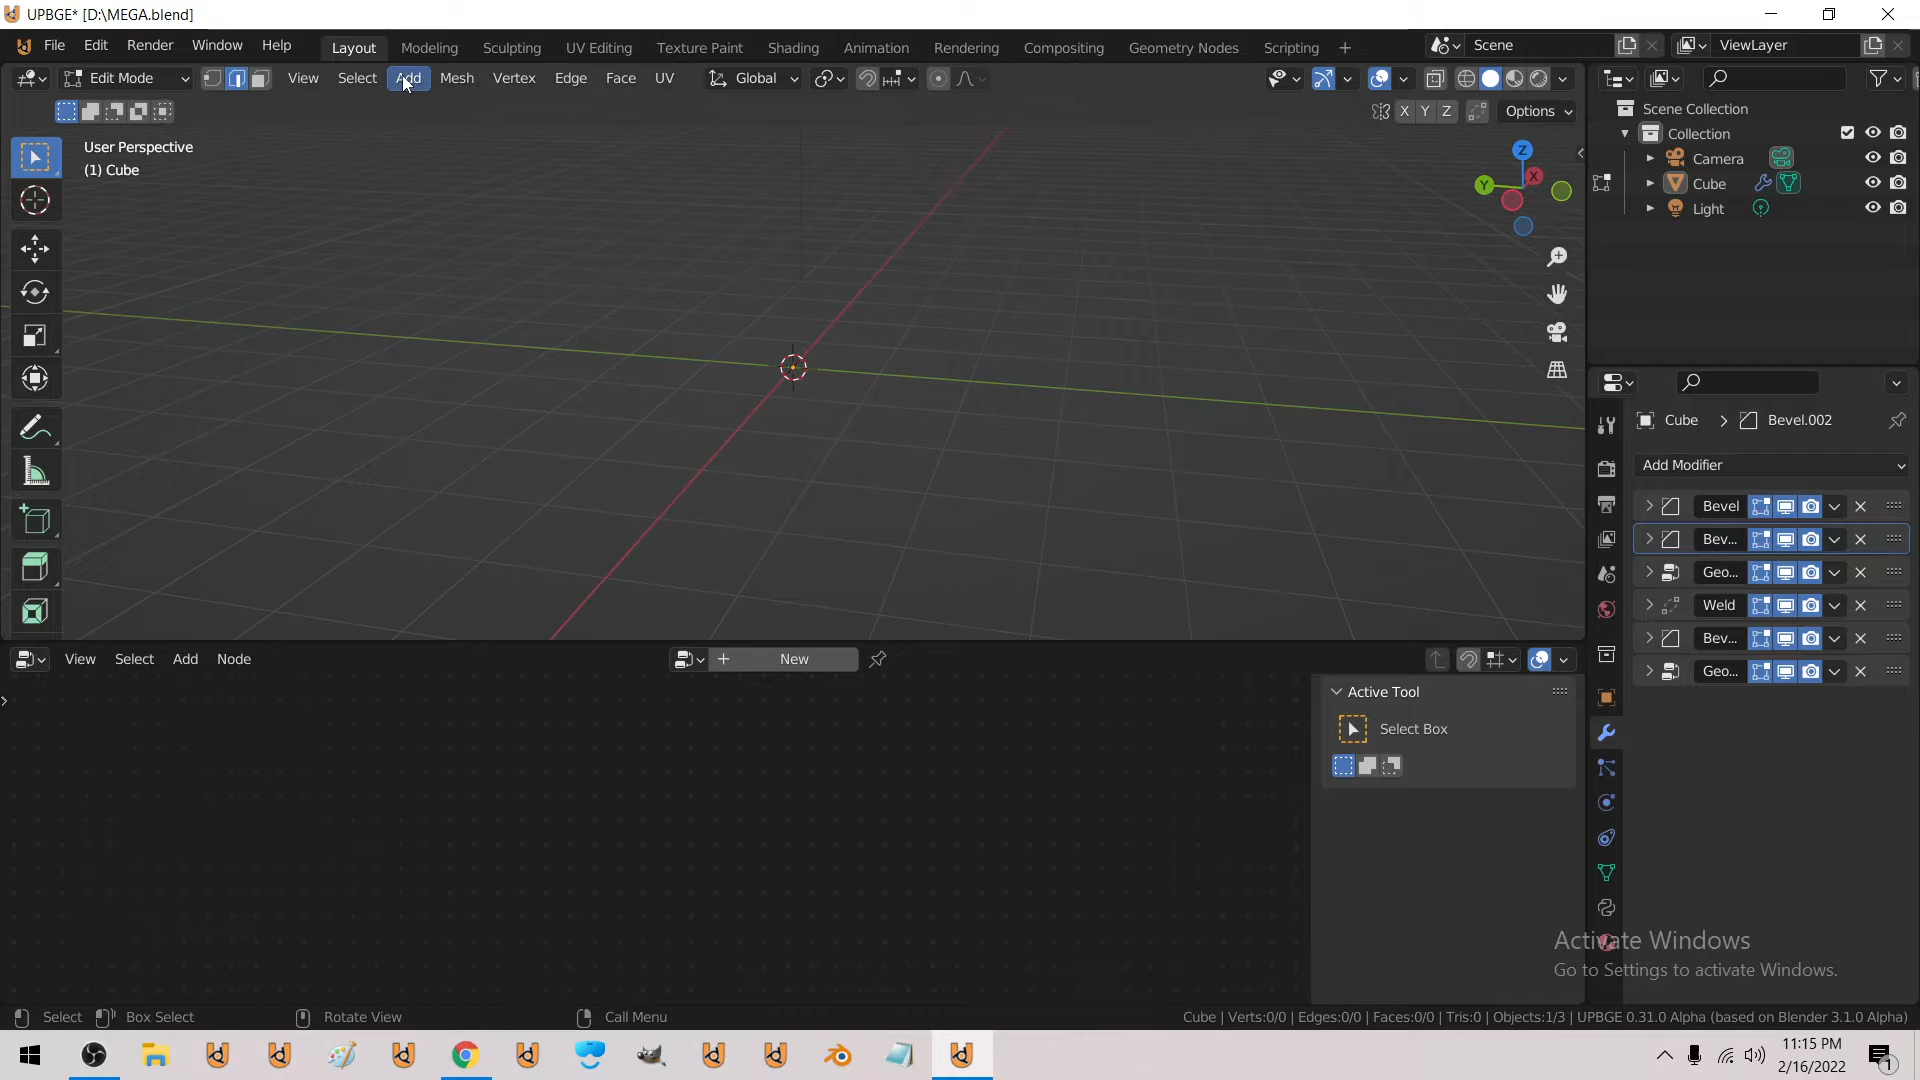 UPBGE* [D:\MEGA.blend]
File Edit Render Window Help Layout Modeling Sculpting UV Editing Texture Paint Shading Animation Rendering Compositing Geometry Nodes Scripting + Scene ViewLayer
Edit Mode View Select Add Mesh Vertex Edge Face UV Global
X Y Z Options
User Perspective
(1) Cube
Z
X
Y
Scene Collection
Collection
Camera
Cube
Light
Cube > Bevel.002
Add Modifier
Bevel
Bev...
Geo...
Weld
Bev...
Geo...
View Select Add Node + New
Active Tool
Select Box
Activate Windows
Go to Settings to activate Windows.
Select Box Select Rotate View Call Menu Cube | Verts:0/0 | Edges:0/0 | Faces:0/0 | Tris:0 | Objects:1/3 | UPBGE 0.31.0 Alpha (based on Blender 3.1.0 Alpha)
11:15 PM
2/16/2022
1